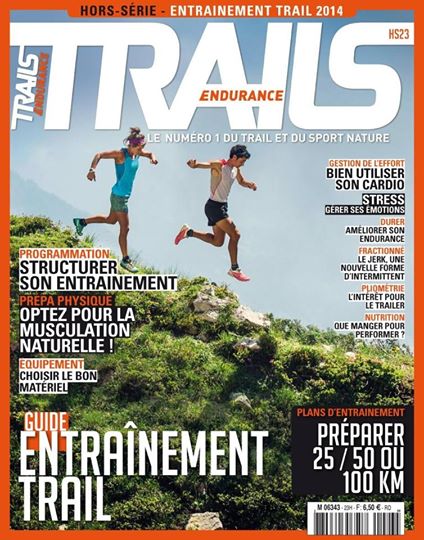 HORS-SÉRIE - ENTRAINEMENT TRAIL 2014
HS23
TRAILS
ENDURANCE
TRAILS
ENDURANCE
LE NUMÉRO 1 DU TRAIL ET DU SPORT NATURE
GESTION DE L'EFFORT
BIEN UTILISER
SON CARDIO
STRESS
GÉRER SES ÉMOTIONS
DURER
AMÉLIORER SON
ENDURANCE
FRACTIONNÉ
LE JERK, UNE
NOUVELLE FORME
D'INTERMITTENT
PLIOMÉTRIE
L'INTÉRÊT POUR
LE TRAILER
NUTRITION
QUE MANGER POUR
PERFORMER ?
PROGRAMMATION
STRUCTURER
SON ENTRAINEMENT
PRÉPA PHYSIQUE
OPTEZ POUR LA
MUSCULATION
NATURELLE !
EQUIPEMENT
CHOISIR LE BON
MATÉRIEL
GUIDE
ENTRAÎNEMENT
TRAIL
PLANS D'ENTRAINEMENT
PRÉPARER
25 / 50 OU
100 KM
M 06343 - 23H - F: 6,50 € - RD